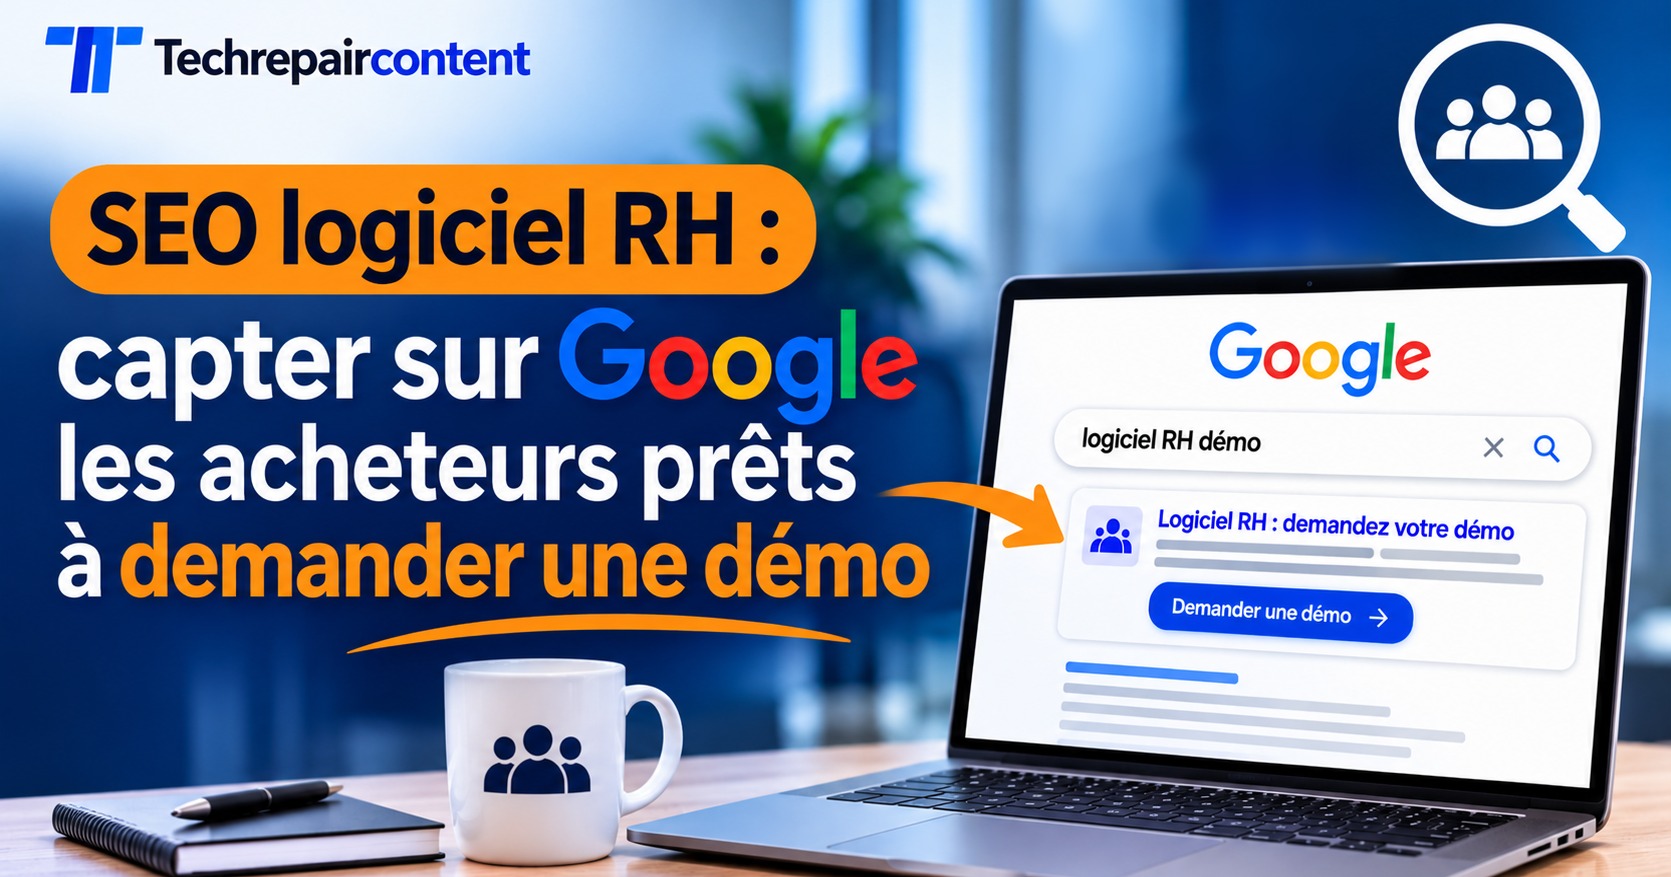 Techrepaircontent
SEO logiciel RH :
capter sur Google
les acheteurs prêts
à demander une démo
Google
logiciel RH démo
Logiciel RH : demandez votre démo
Demander une démo